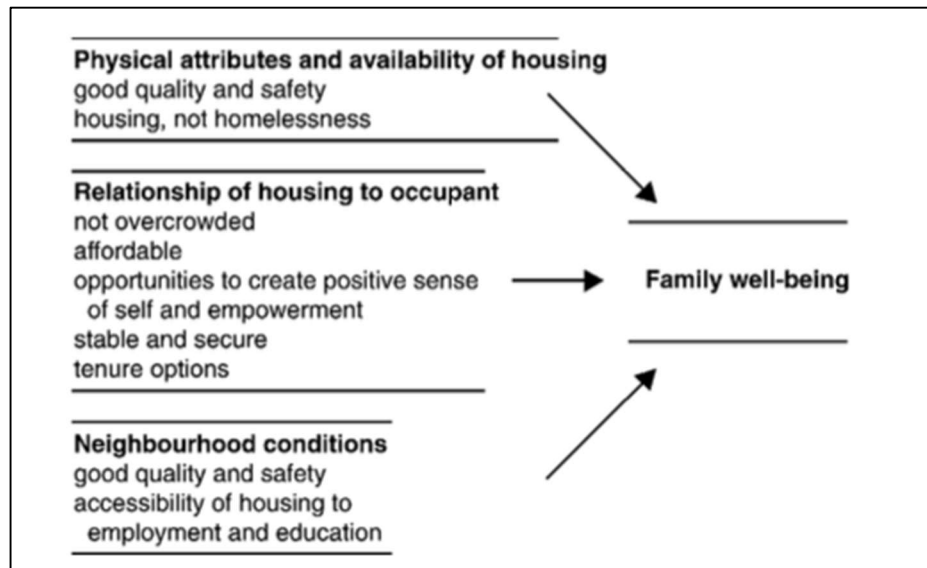 Physical attributes and availability of housing
good quality and safety
housing, not homelessness
Relationship of housing to occupant
not overcrowded
affordable
opportunities to create positive sense
of self and empowerment
stable and secure
tenure options
Family well-being
Neighbourhood conditions
good quality and safety
accessibility of housing to
employment and education